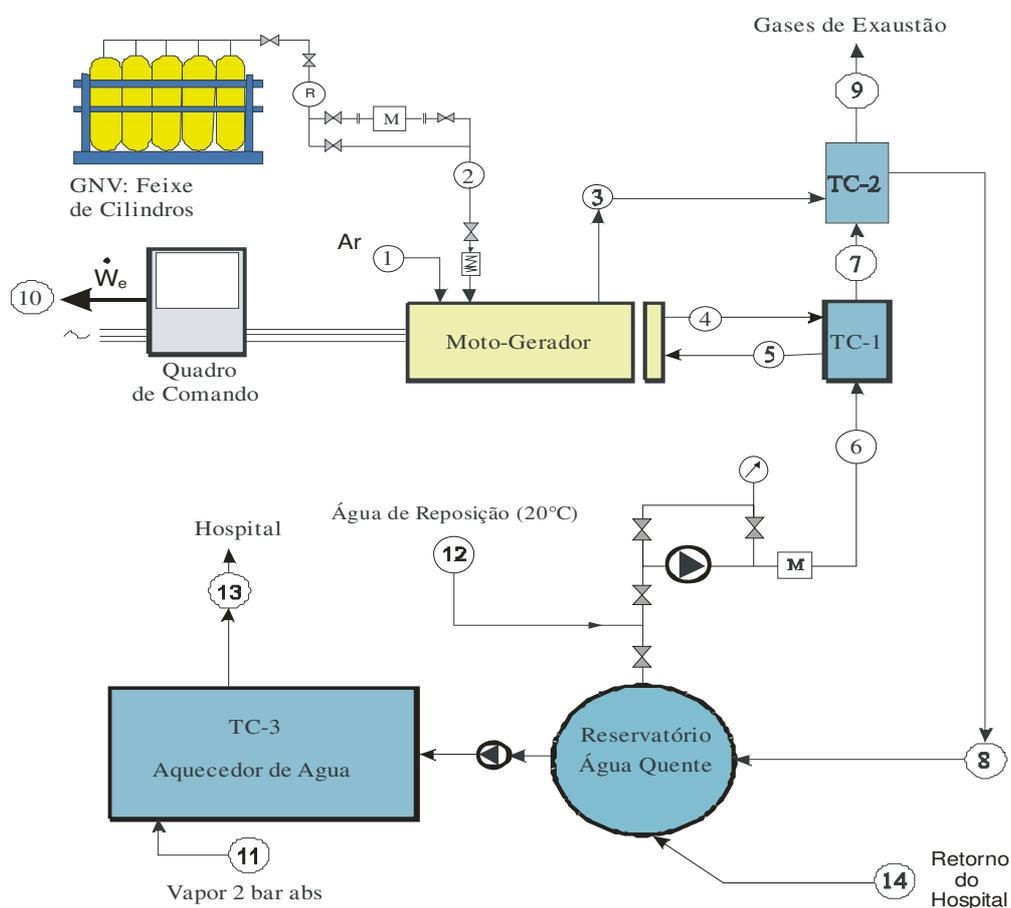 Gases de Exaustão
9
R
M
GNV: Feixe
de Cilindros
2
3
TC-2
7
Ar
1
10
Ẇe
Moto-Gerador
4
5
TC-1
Quadro
de Comando
6
Água de Reposição (20°C)
Hospital
12
M
13
TC-3
Aquecedor de Agua
Reservatório
Água Quente
8
11
Vapor 2 bar abs
14
Retorno
do
Hospital